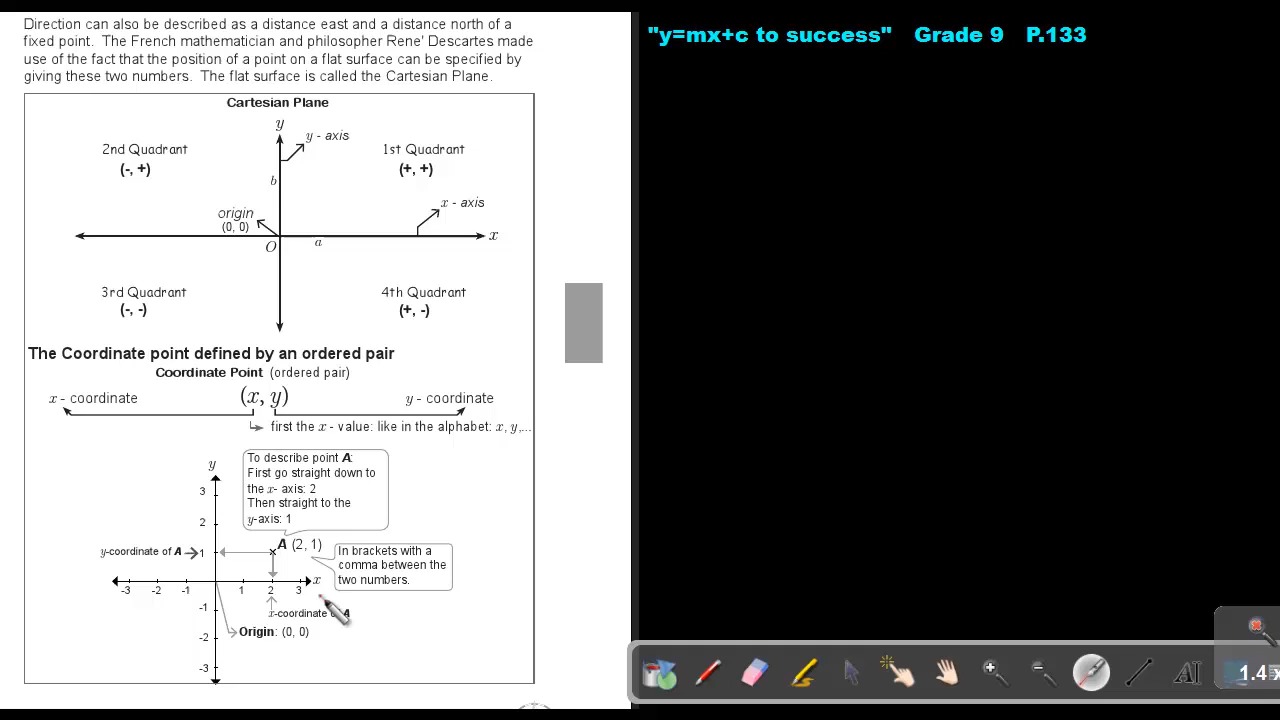 Direction can also be described as a distance east and a distance north of a
fixed point. The French mathematician and philosopher Rene' Descartes made
use of the fact that the position of a point on a flat surface can be specified by
giving these two numbers. The flat surface is called the Cartesian Plane.
"y=mx+c to success" Grade 9 P.133
Cartesian Plane
y
y - axis
2nd Quadrant
(-, +)
1st Quadrant
(+, +)
b
x - axis
origin
(0, 0)
O
a
x
3rd Quadrant
(-, -)
4th Quadrant
(+, -)
The Coordinate point defined by an ordered pair
Coordinate Point (ordered pair)
x - coordinate
(x, y)
y - coordinate
first the x - value: like in the alphabet: x, y,...
To describe point A:
First go straight down to
the x- axis: 2
Then straight to the
y-axis: 1
y
3
2
1
y-coordinate of A
A (2, 1)
In brackets with a
comma between the
two numbers.
x
-3 -2 -1 1 2 3
-1
-2
-3
x-coordinate of A
Origin: (0, 0)
AI
1.4x